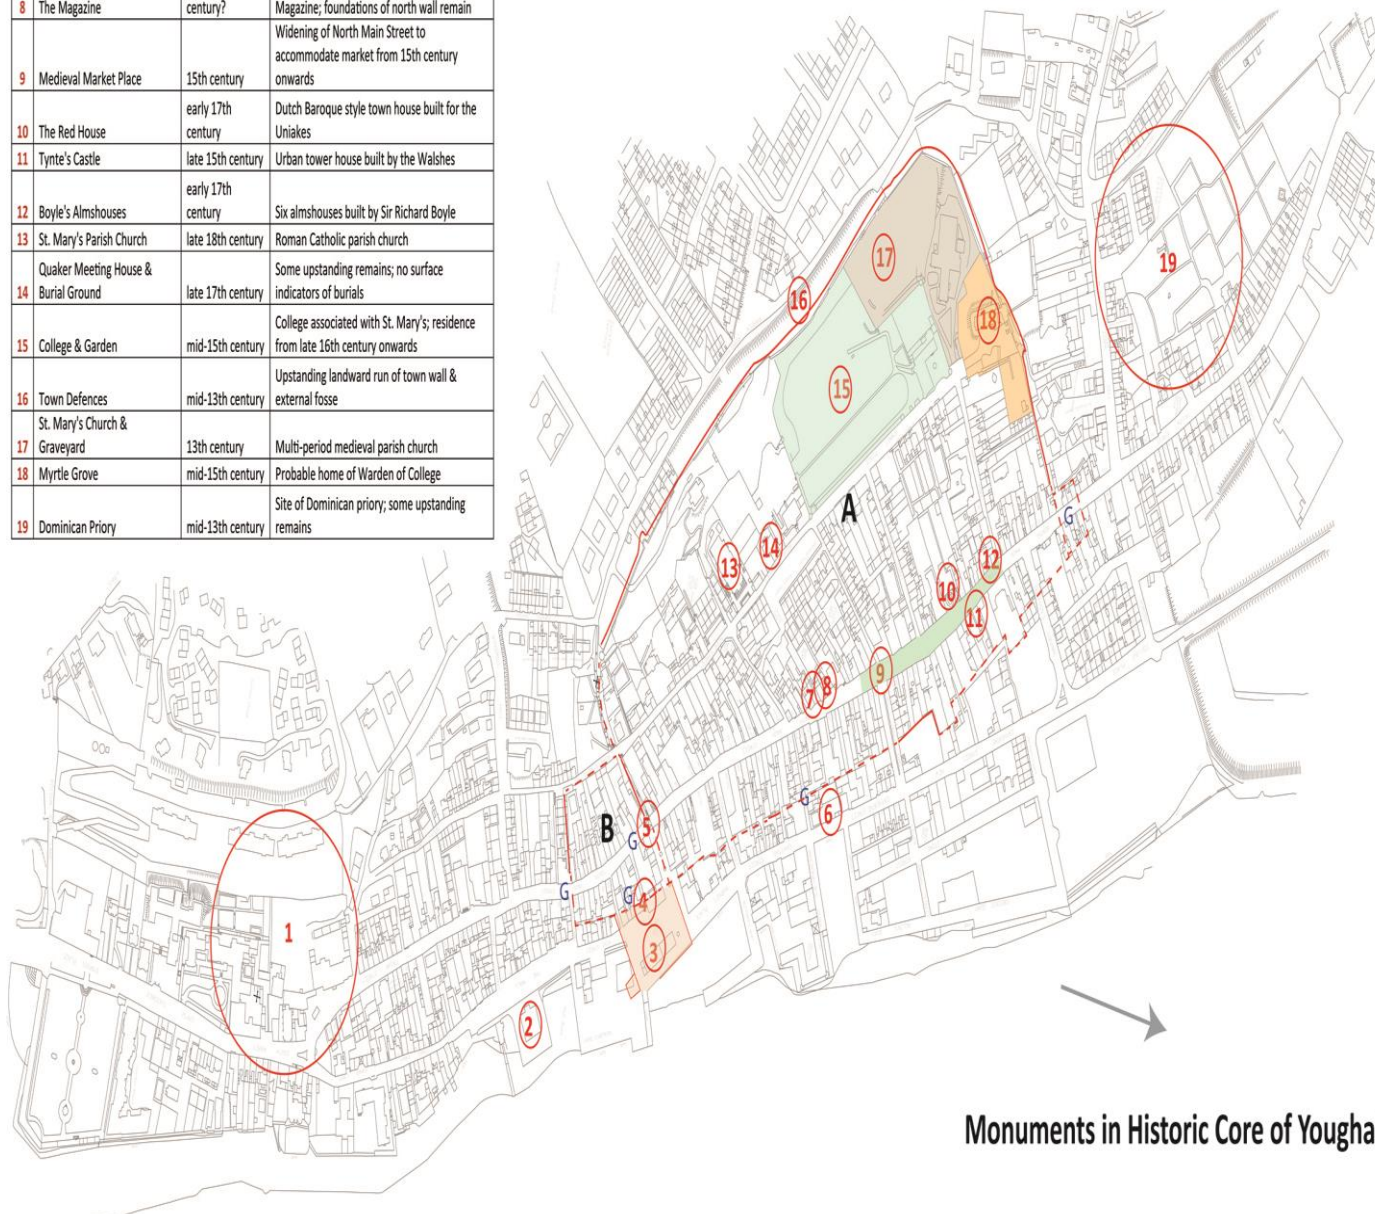 8 The Magazine century? Magazine; foundations of north wall remain
Widening of North Main Street to
accommodate market from 15th century
9 Medieval Market Place 15th century onwards
early 17th Dutch Baroque style town house built for the
10 The Red House century Uniakes
11 Tynte's Castle late 15th century Urban tower house built by the Walshes
early 17th
12 Boyle's Almshouses century Six almshouses built by Sir Richard Boyle
13 St. Mary's Parish Church late 18th century Roman Catholic parish church
Quaker Meeting House & Some upstanding remains; no surface
14 Burial Ground late 17th century indicators of burials
College associated with St. Mary's; residence
15 College & Garden mid-15th century from late 16th century onwards
Upstanding landward run of town wall &
16 Town Defences mid-13th century external fosse
St. Mary's Church &
17 Graveyard 13th century Multi-period medieval parish church
18 Myrtle Grove mid-15th century Probable home of Warden of College
Site of Dominican priory; some upstanding
19 Dominican Priory mid-13th century remains
17
19
16
18
15
A
G
14
12
13
10
11
9
8
7
G
6
B
5
G
G
G
4
1
3
2
Monuments in Historic Core of Yougha